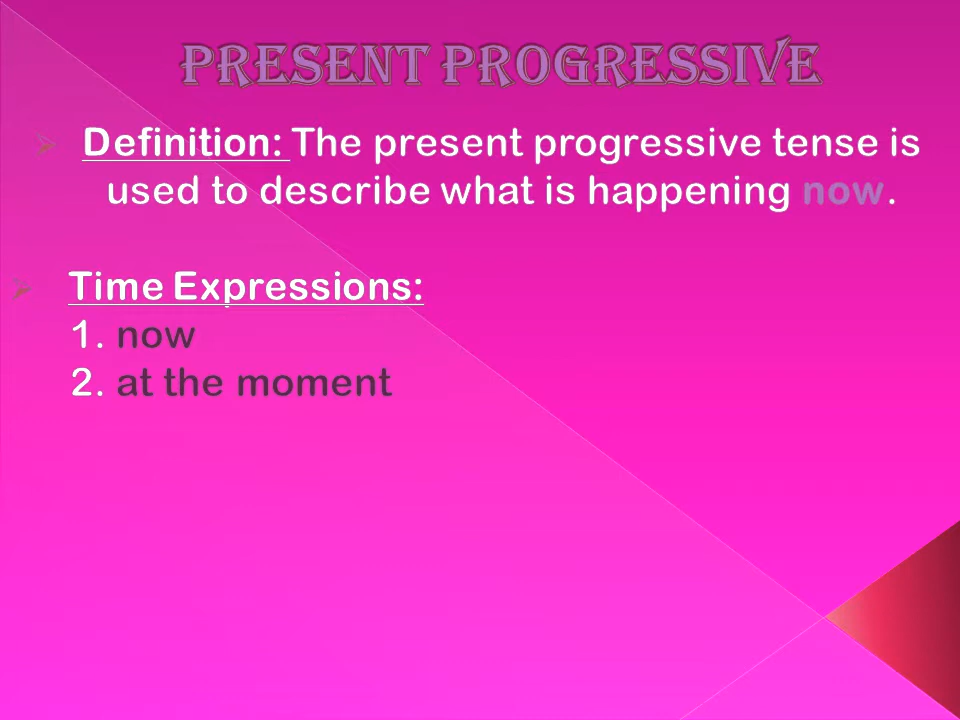 PRESENT PROGRESSIVE
Definition: The present progressive tense is
used to describe what is happening now.
Time Expressions:
1. now
2. at the moment